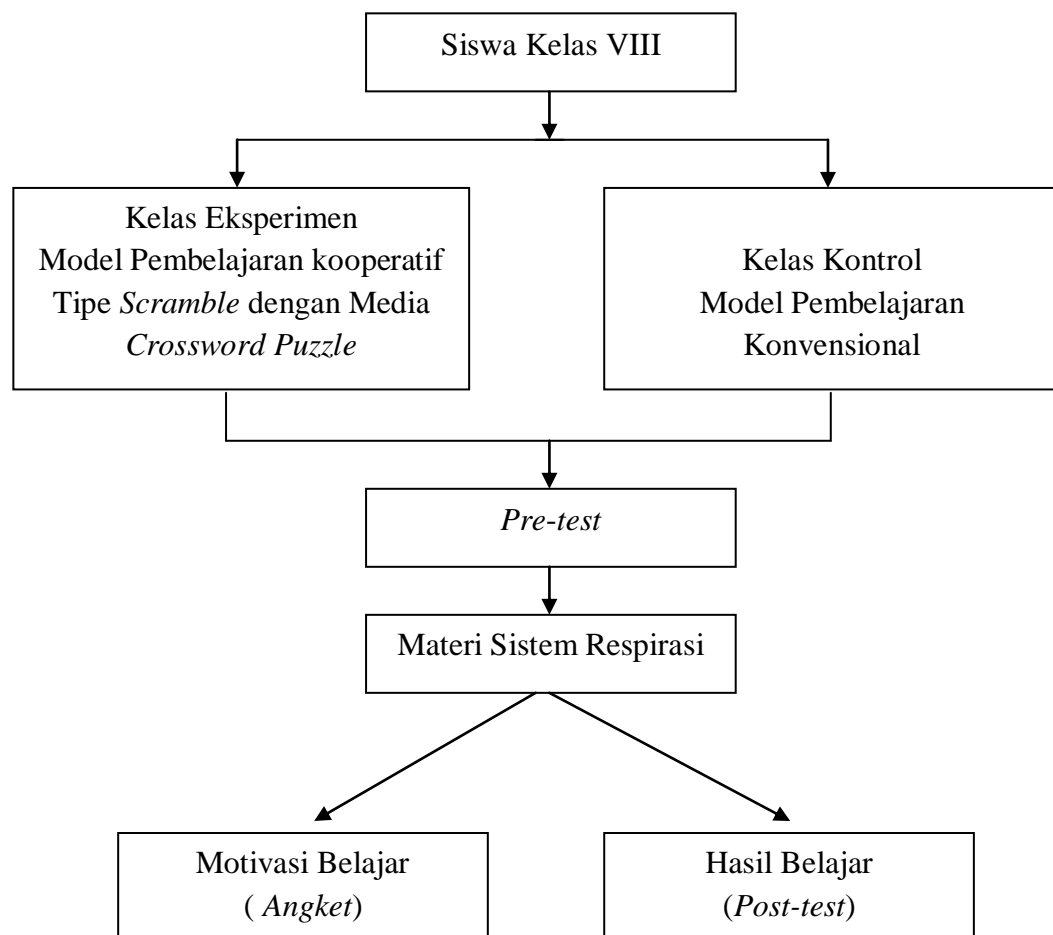 Siswa Kelas VIII
Kelas Eksperimen
Model Pembelajaran kooperatif
Tipe Scramble dengan Media
Crossword Puzzle
Kelas Kontrol
Model Pembelajaran
Konvensional
Pre-test
Materi Sistem Respirasi
Motivasi Belajar
( Angket)
Hasil Belajar
(Post-test)